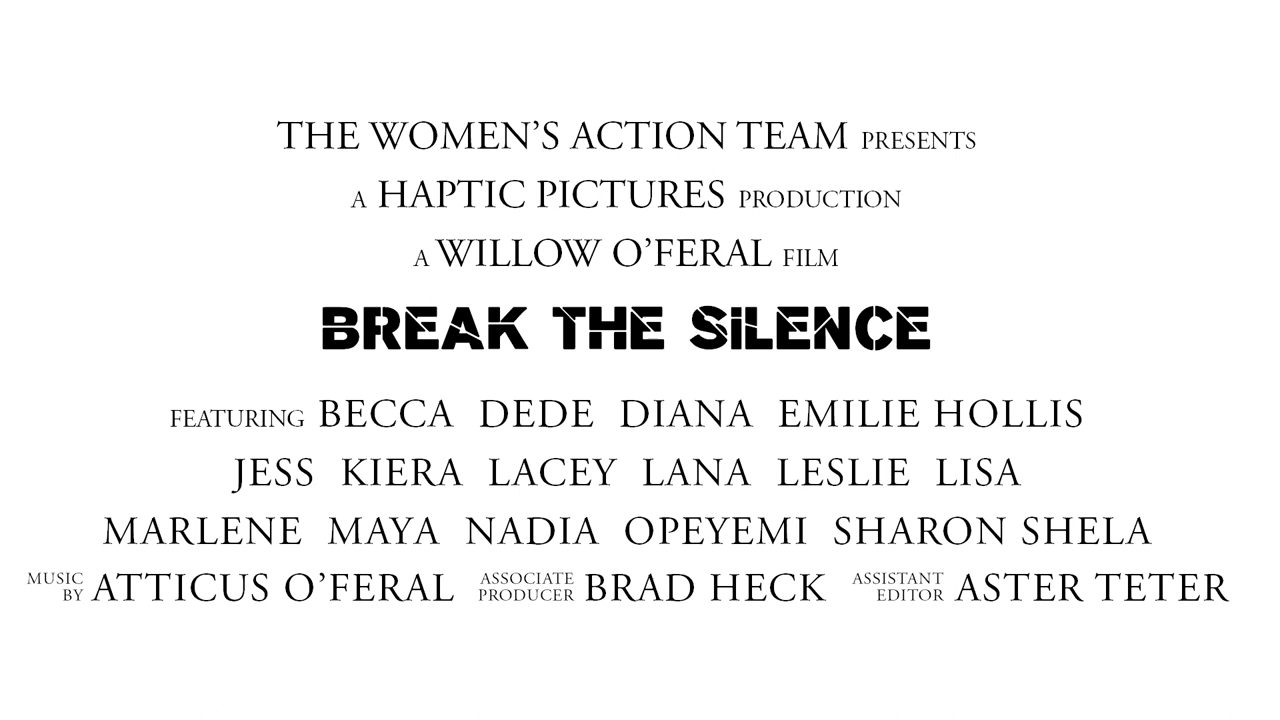 THE WOMEN'S ACTION TEAM PRESENTS
A HAPTIC PICTURES PRODUCTION
A WILLOW O'FERAL FILM
BREAK THE SiLENCE
FEATURING BECCA DEDE DIANA EMILIE HOLLIS
JESS KIERA LACEY LANA LESLIE LISA
MARLENE MAYA NADIA OPEYEMI SHARON SHELA
MUSIC BY ATTICUS O'FERAL ASSOCIATE PRODUCER BRAD HECK ASSISTANT EDITOR ASTER TETER